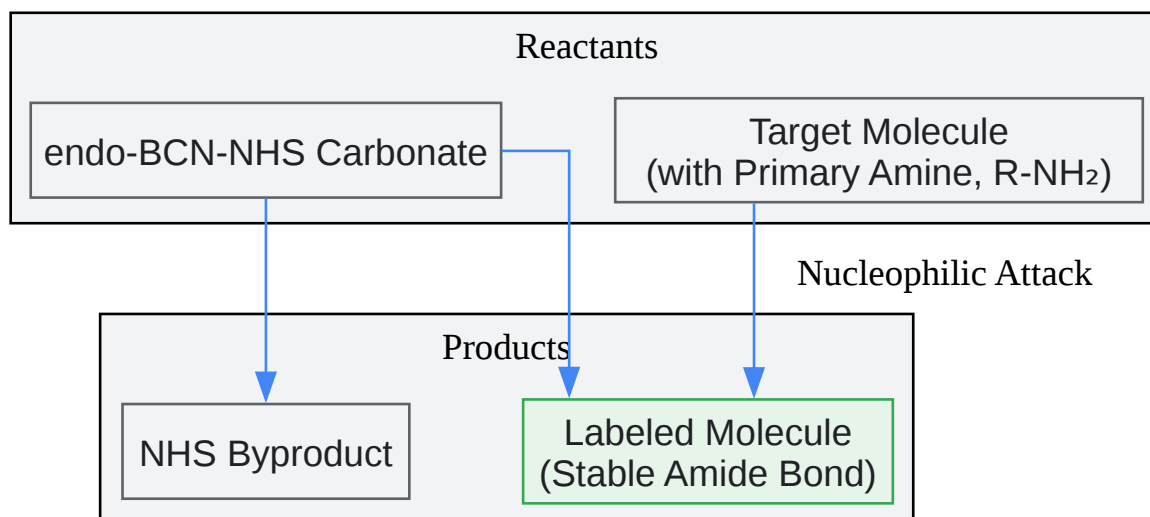 Reactants
endo-BCN-NHS Carbonate
Target Molecule
(with Primary Amine, R-NH₂)
Nucleophilic Attack
Products
NHS Byproduct
Labeled Molecule
(Stable Amide Bond)